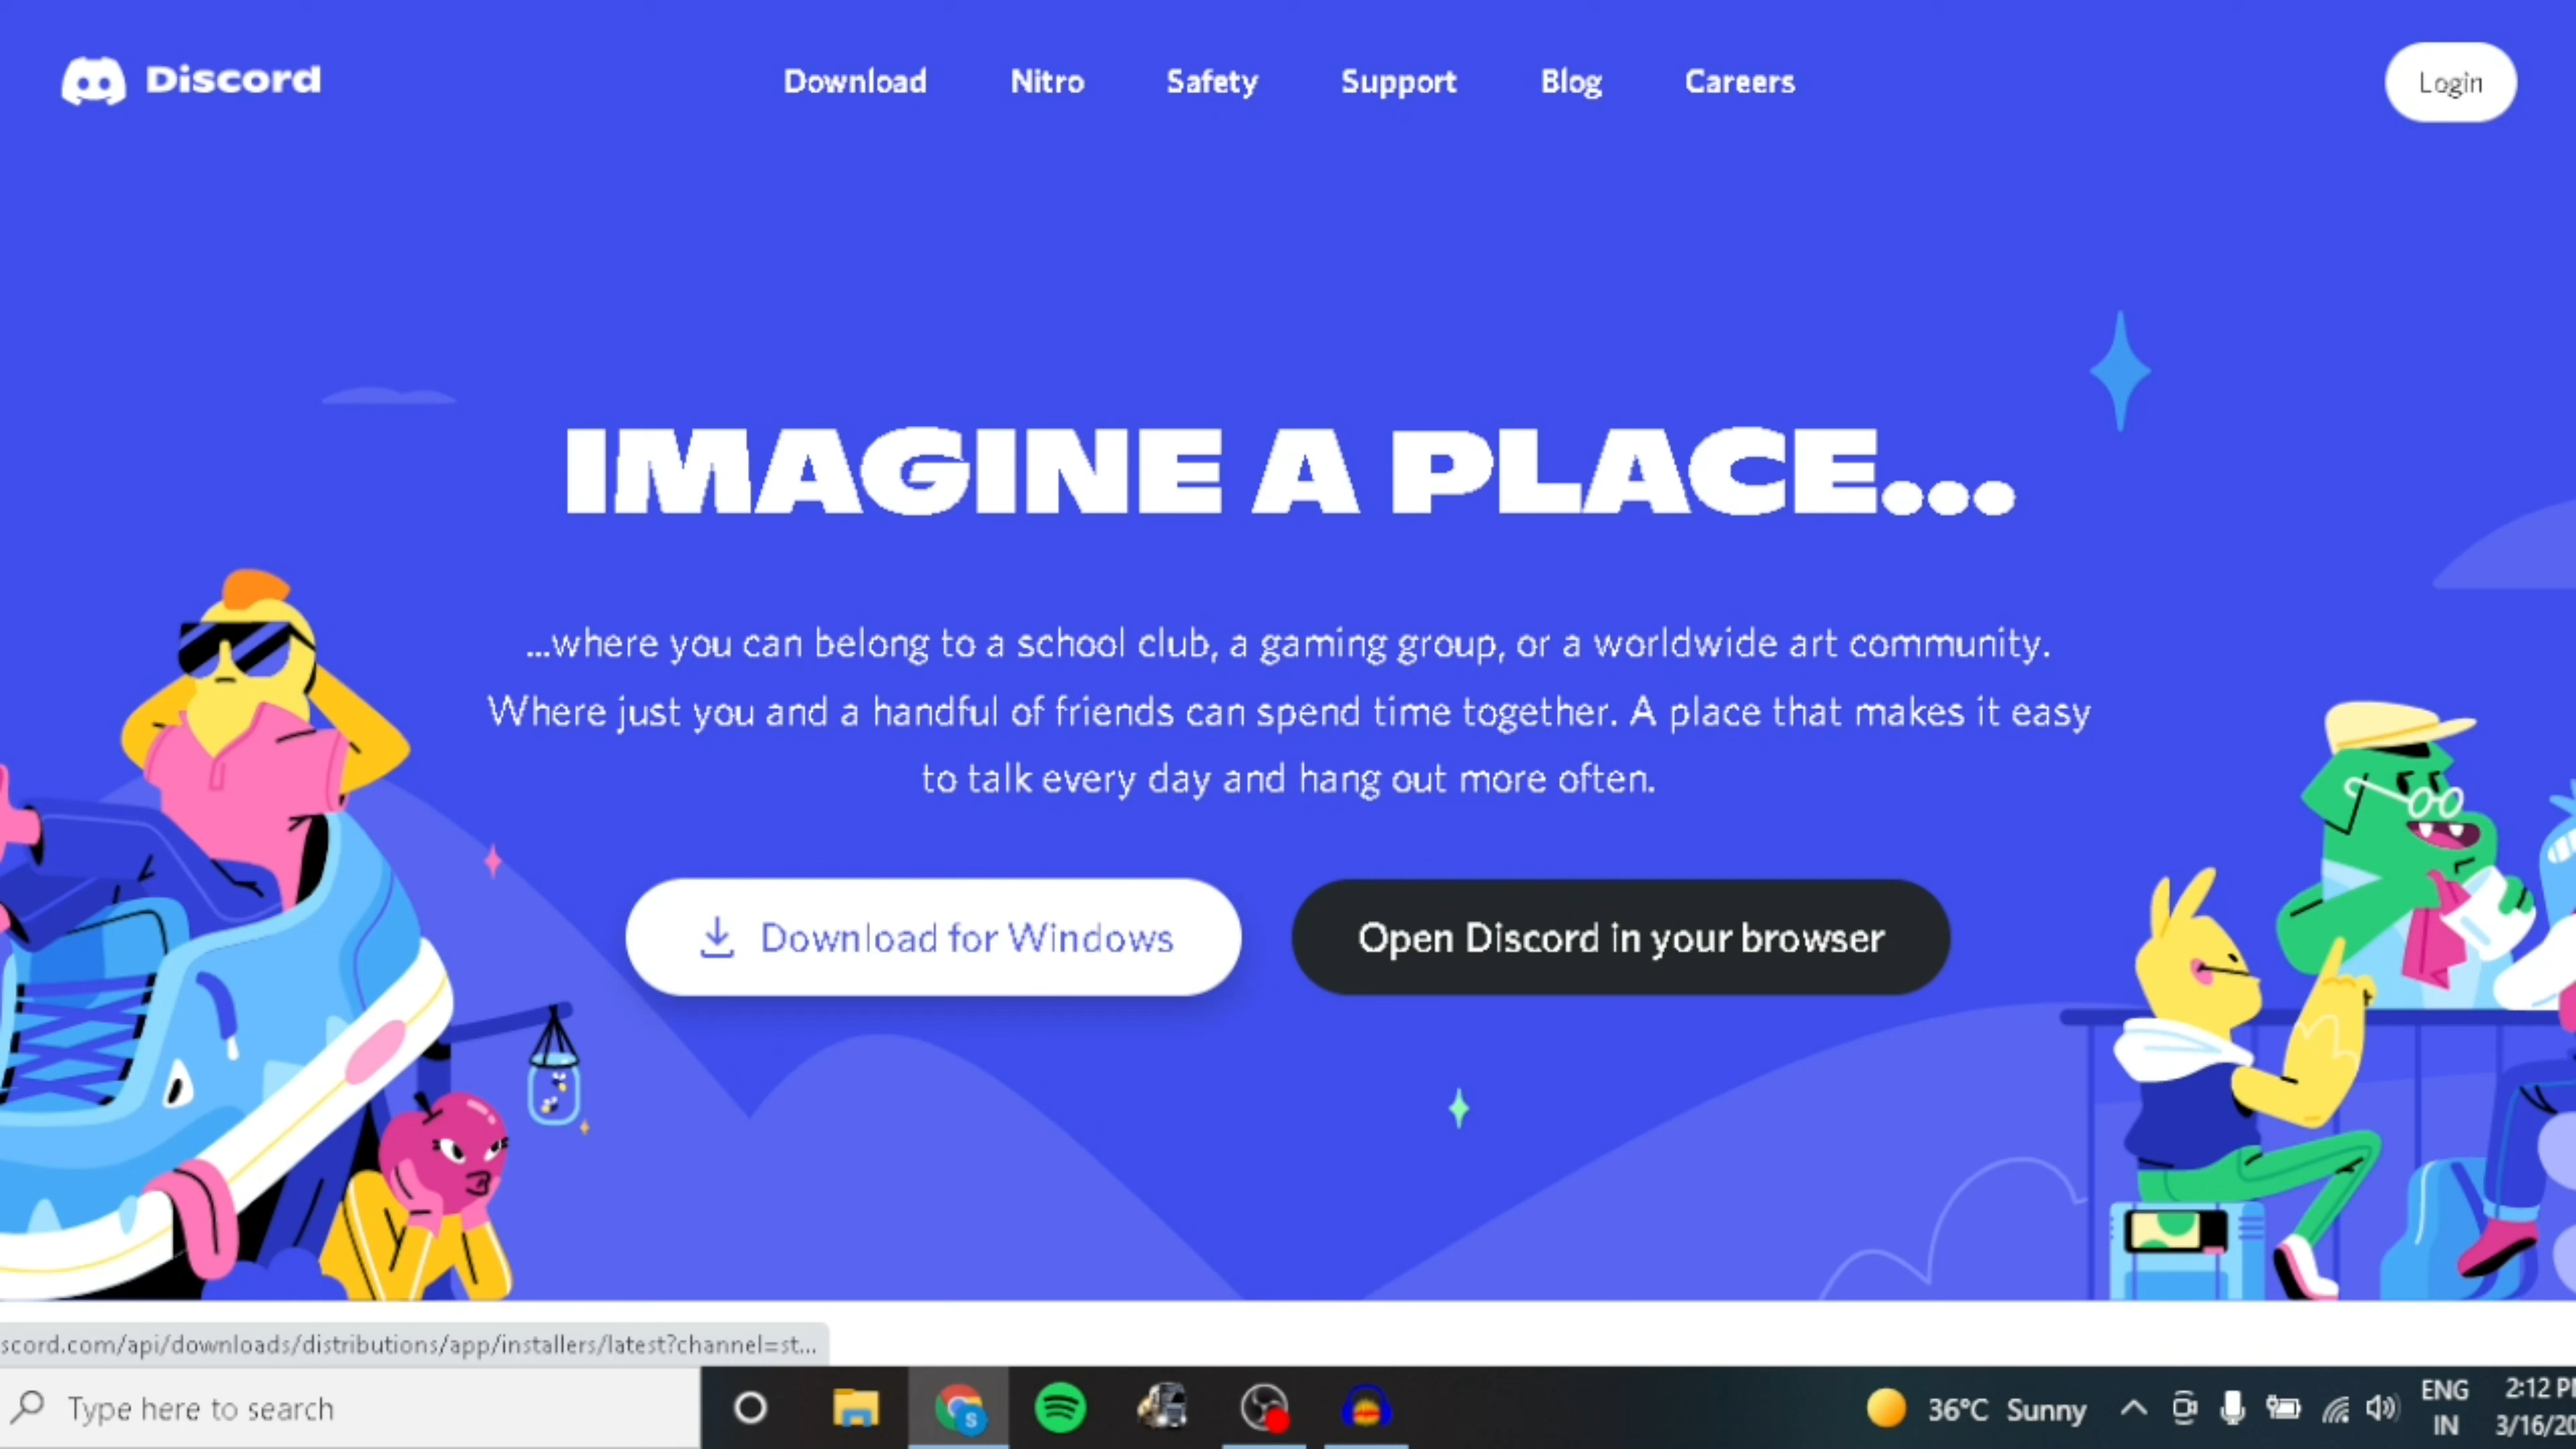 Discord
Download Nitro Safety Support Blog Careers
Login
IMAGINE A PLACE...
...where you can belong to a school club, a gaming group, or a worldwide art community.
Where just you and a handful of friends can spend time together. A place that makes it easy
to talk every day and hang out more often.
Download for Windows
Open Discord in your browser
scord.com/api/downloads/distributions/app/installers/latest?channel=st...
Type here to search
S
36°C Sunny
ENG
IN
2:12 P
3/16/20